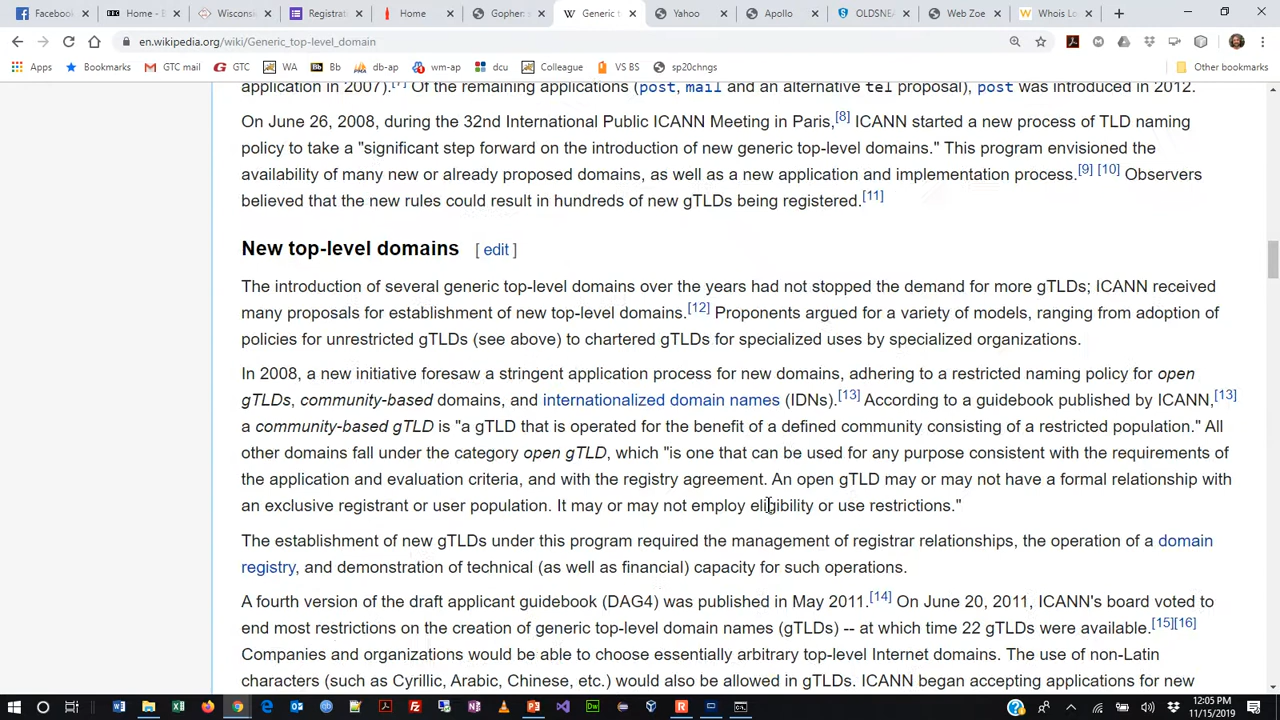 Facebook
Home - B
Wisconsi
Registrati
Home
Gopher s
Generic t
Yahoo
Apollo
OLDSNEA
Web Zoe
Whois Lo
en.wikipedia.org/wiki/Generic_top-level_domain
Apps Bookmarks GTC mail GTC WA Bb db-ap wm-ap dcu Colleague VS BS sp20chngs Other bookmarks
application in 2007).[7] Of the remaining applications (post, mail and an alternative tel proposal), post was introduced in 2012.
On June 26, 2008, during the 32nd International Public ICANN Meeting in Paris,[8] ICANN started a new process of TLD naming
policy to take a "significant step forward on the introduction of new generic top-level domains." This program envisioned the
availability of many new or already proposed domains, as well as a new application and implementation process.[9] [10] Observers
believed that the new rules could result in hundreds of new gTLDs being registered.[11]
New top-level domains [ edit ]
The introduction of several generic top-level domains over the years had not stopped the demand for more gTLDs; ICANN received
many proposals for establishment of new top-level domains.[12] Proponents argued for a variety of models, ranging from adoption of
policies for unrestricted gTLDs (see above) to chartered gTLDs for specialized uses by specialized organizations.
In 2008, a new initiative foresaw a stringent application process for new domains, adhering to a restricted naming policy for open
gTLDs, community-based domains, and internationalized domain names (IDNs).[13] According to a guidebook published by ICANN,[13]
a community-based gTLD is "a gTLD that is operated for the benefit of a defined community consisting of a restricted population." All
other domains fall under the category open gTLD, which "is one that can be used for any purpose consistent with the requirements of
the application and evaluation criteria, and with the registry agreement. An open gTLD may or may not have a formal relationship with
an exclusive registrant or user population. It may or may not employ eligibility or use restrictions."
The establishment of new gTLDs under this program required the management of registrar relationships, the operation of a domain
registry, and demonstration of technical (as well as financial) capacity for such operations.
A fourth version of the draft applicant guidebook (DAG4) was published in May 2011.[14] On June 20, 2011, ICANN's board voted to
end most restrictions on the creation of generic top-level domain names (gTLDs) -- at which time 22 gTLDs were available.[15][16]
Companies and organizations would be able to choose essentially arbitrary top-level Internet domains. The use of non-Latin
characters (such as Cyrillic, Arabic, Chinese, etc.) would also be allowed in gTLDs. ICANN began accepting applications for new
12:05 PM
11/15/2019